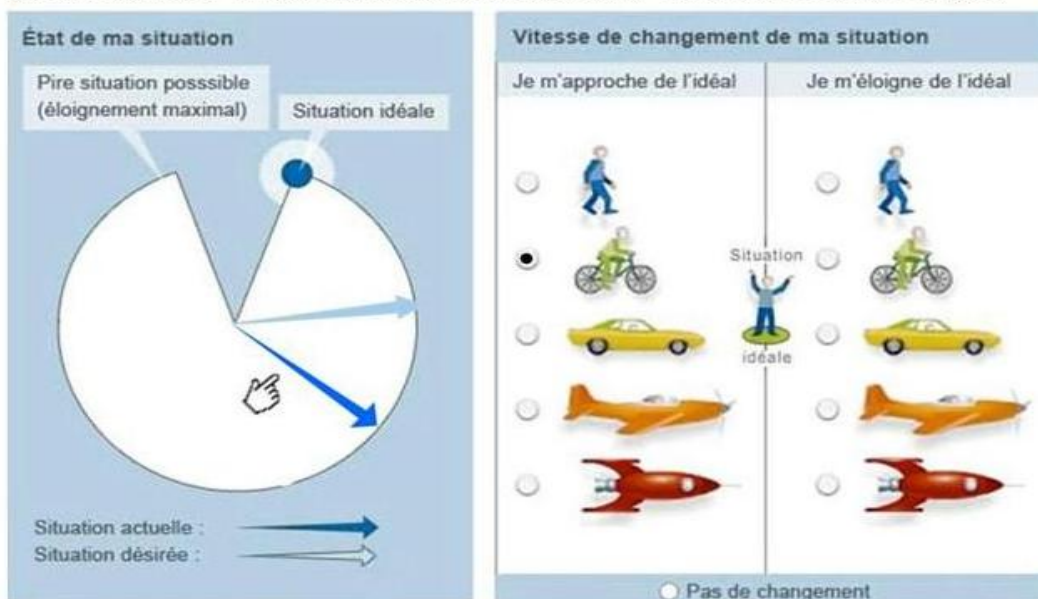 État de ma situation
Pire situation posssible
(éloignement maximal)
Situation idéale
Situation actuelle :
Situation désirée :
Vitesse de changement de ma situation
Je m'approche de l'idéal
Je m'éloigne de l'idéal
Situation
idéale
Pas de changement